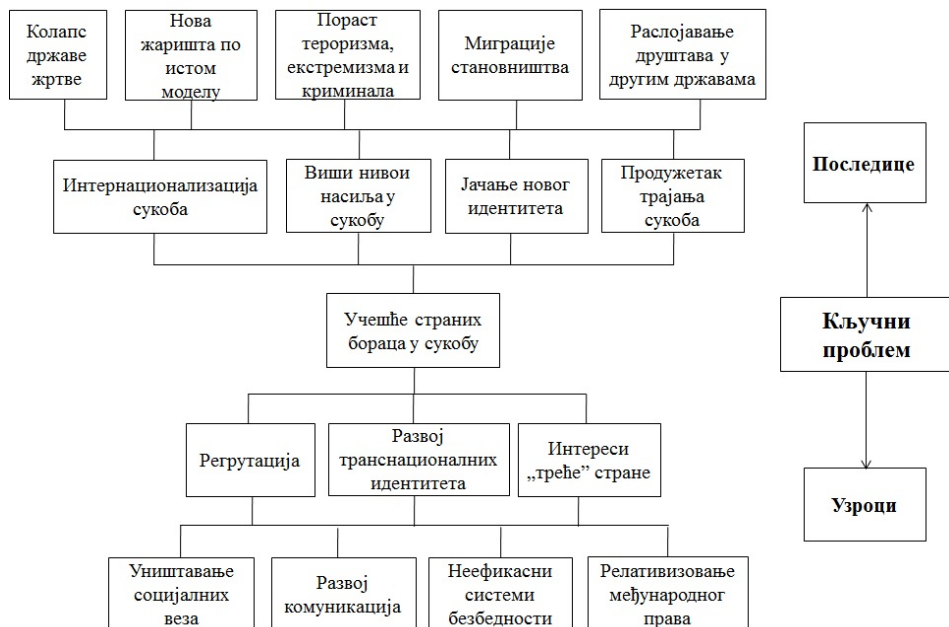 Колапс
државе
жртве
Нова
жаришта по
истом
моделу
Пораст
тероризма,
екстремизма и
криминала
Миграције
становништва
Раслојавање
друштава у
другим државама
Интернационализација
сукоба
Виши нивои
насиља у
сукобу
Јачање новог
идентитета
Продужетак
трајања
сукоба
Последице
Учешће страних
бораца у сукобу
Кључни
проблем
Регрутација
Развој
транснационалних
идентитета
Интереси
„треће” стране
Узроци
Уништавање
социјалних
веза
Развој
комуникација
Неефикасни
системи
безбедности
Релативизовање
међународног
права